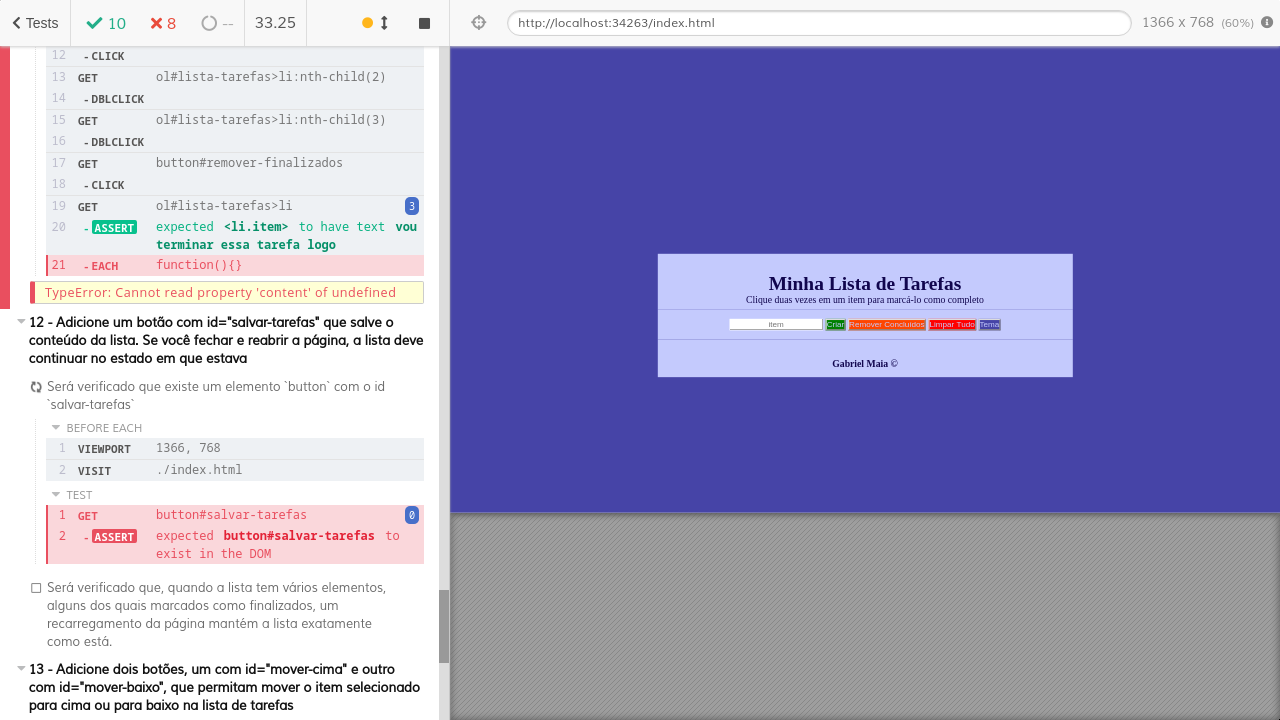 Tests
10
8
--
33.25
http://localhost:34263/index.html
1366 x 768 (60%)
12 -CLICK
13 GET ol#lista-tarefas>li:nth-child(2)
14 -DBLCLICK
15 GET ol#lista-tarefas>li:nth-child(3)
16 -DBLCLICK
17 GET button#remover-finalizados
18 -CLICK
19 GET ol#lista-tarefas>li 3
20 -ASSERT expected <li.item> to have text vou
terminar essa tarefa logo
21 -EACH function(){}
TypeError: Cannot read property 'content' of undefined
12 - Adicione um botão com id="salvar-tarefas" que salve o
conteúdo da lista. Se você fechar e reabrir a página, a lista deve
continuar no estado em que estava
Será verificado que existe um elemento `button` com o id
`salvar-tarefas`
BEFORE EACH
1 VIEWPORT 1366, 768
2 VISIT ./index.html
TEST
1 GET button#salvar-tarefas 0
2 -ASSERT expected button#salvar-tarefas to
exist in the DOM
Será verificado que, quando a lista tem vários elementos,
alguns dos quais marcados como finalizados, um
recarregamento da página mantém a lista exatamente
como está.
13 - Adicione dois botões, um com id="mover-cima" e outro
com id="mover-baixo", que permitam mover o item selecionado
para cima ou para baixo na lista de tarefas
Minha Lista de Tarefas
Clique duas vezes em um item para marcá-lo como completo
item Criar Remover Concluidos Limpar Tudo Tema
Gabriel Maia ©